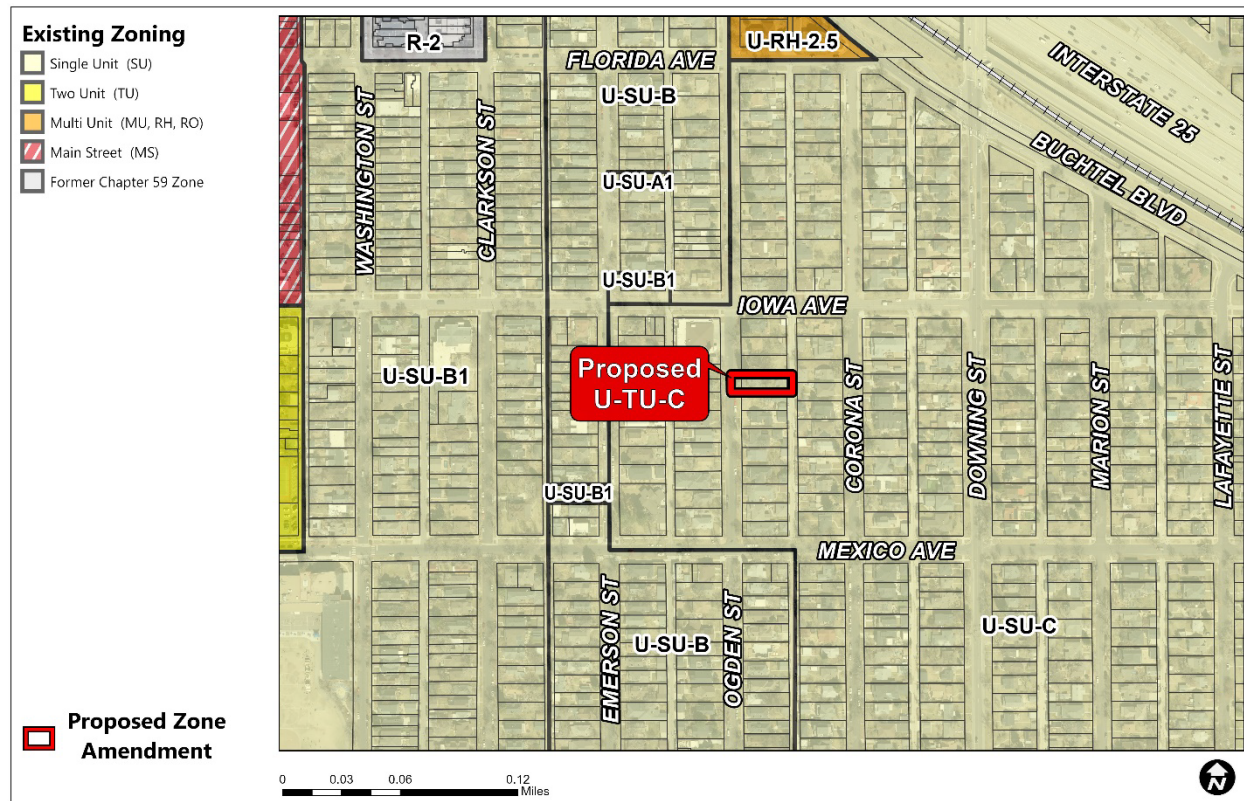 Existing Zoning
Single Unit (SU)
Two Unit (TU)
Multi Unit (MU, RH, RO)
Main Street (MS)
Former Chapter 59 Zone
R-2
U-RH-2.5
FLORIDA AVE
INTERSTATE 25
U-SU-B
WASHINGTON ST
CLARKSON ST
BUCHTEL BLVD
U-SU-A1
U-SU-B1
IOWA AVE
Proposed
U-TU-C
U-SU-B1
CORONA ST
DOWNING ST
MARION ST
LAFAYETTE ST
U-SU-B1
MEXICO AVE
EMERSON ST
U-SU-B
OGDEN ST
U-SU-C
Proposed Zone
Amendment
0 0.03 0.06 0.12
Miles
N